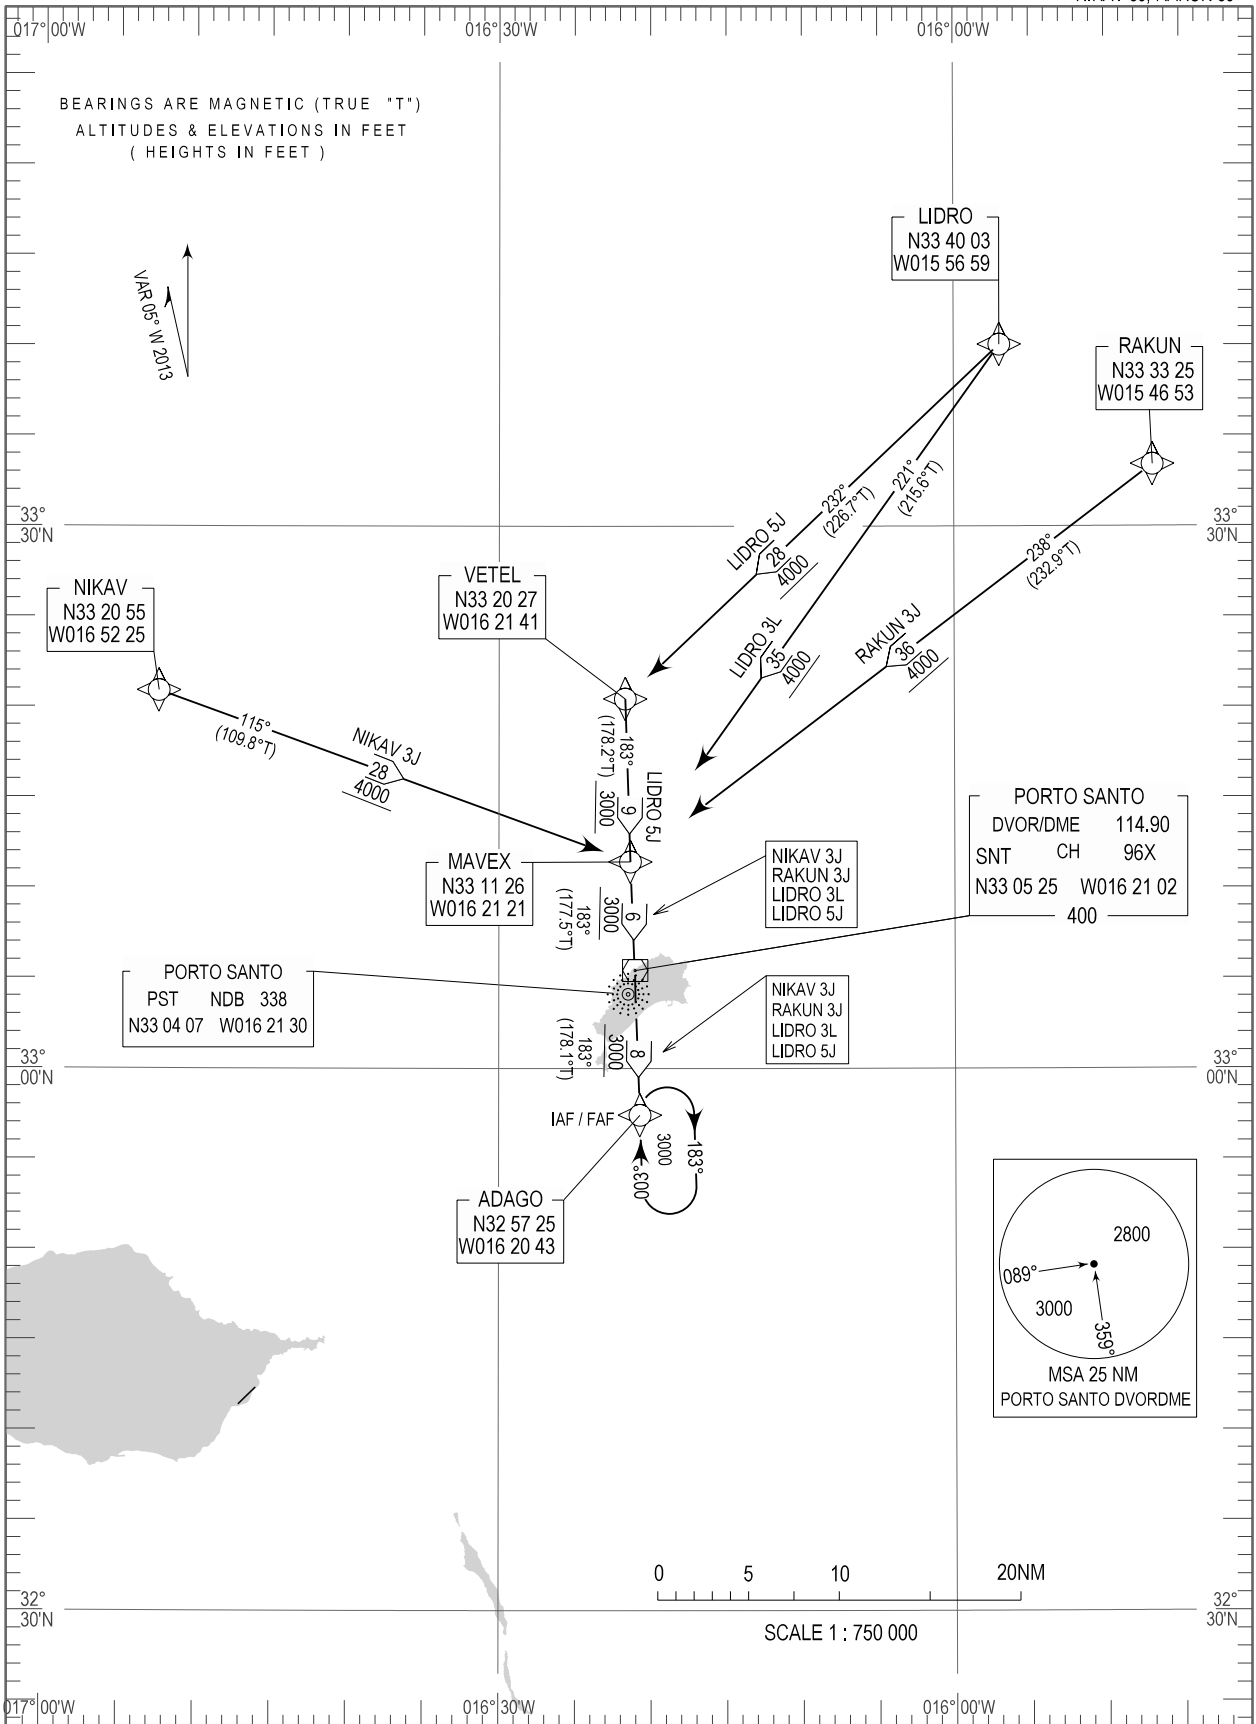 017°00'W
016°30'W
016°00'W
BEARINGS ARE MAGNETIC (TRUE "T")
ALTITUDES & ELEVATIONS IN FEET
( HEIGHTS IN FEET )
VAR 05° W 2013
LIDRO
N33 40 03
W015 56 59
RAKUN
N33 33 25
W015 46 53
33°
30'N
33°
30'N
232°
(226.7°T)
221°
(215.6°T)
238°
(232.9°T)
LIDRO 5J
28
4000
LIDRO 3L
35
4000
RAKUN 3J
36
4000
NIKAV
N33 20 55
W016 52 25
VETEL
N33 20 27
W016 21 41
115°
(109.8°T)
NIKAV 3J
28
4000
183°
(178.2°T)
9
3000
LIDRO 5J
MAVEX
N33 11 26
W016 21 21
PORTO SANTO
DVOR/DME 114.90
SNT CH 96X
N33 05 25 W016 21 02
400
NIKAV 3J
RAKUN 3J
LIDRO 3L
LIDRO 5J
6
3000
183°
(177.5°T)
PORTO SANTO
PST NDB 338
N33 04 07 W016 21 30
NIKAV 3J
RAKUN 3J
LIDRO 3L
LIDRO 5J
8
3000
183°
(178.1°T)
33°
00'N
33°
00'N
IAF / FAF
3000
183°
003°
ADAGO
N32 57 25
W016 20 43
2800
089°
3000
359°
MSA 25 NM
PORTO SANTO DVORDME
0 5 10 20NM
SCALE 1 : 750 000
32°
30'N
32°
30'N
017°00'W
016°30'W
016°00'W